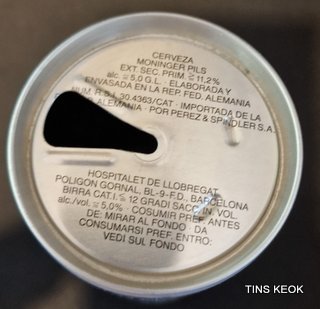 CERVEZA
MONINGER PILS
EXT. SEC. PRIM. ≥ 11,2%
alc. ≥ 5,0 G.L. · ELABORADA Y
ENVASADA EN LA REP. FED. ALEMANIA
NUM. R.S.I. 30.4363/CAT · IMPORTADA DE LA
ALEMANIA · POR PEREZ & SPINDLER S.A.
HOSPITALET DE LLOBREGAT
POLIGON GORNAL, BL-9-F.D., BARCELONA
BIRRA CAT.I. ≤ 12 GRADI SACC. IN. VOL.
alc./vol. ≥ 5,0% · COSUMIR PREF. ANTES
DE: MIRAR AL FONDO · DA
CONSUMARSI PREF. ENTRO:
VEDI SUL FONDO
TINS KEOK